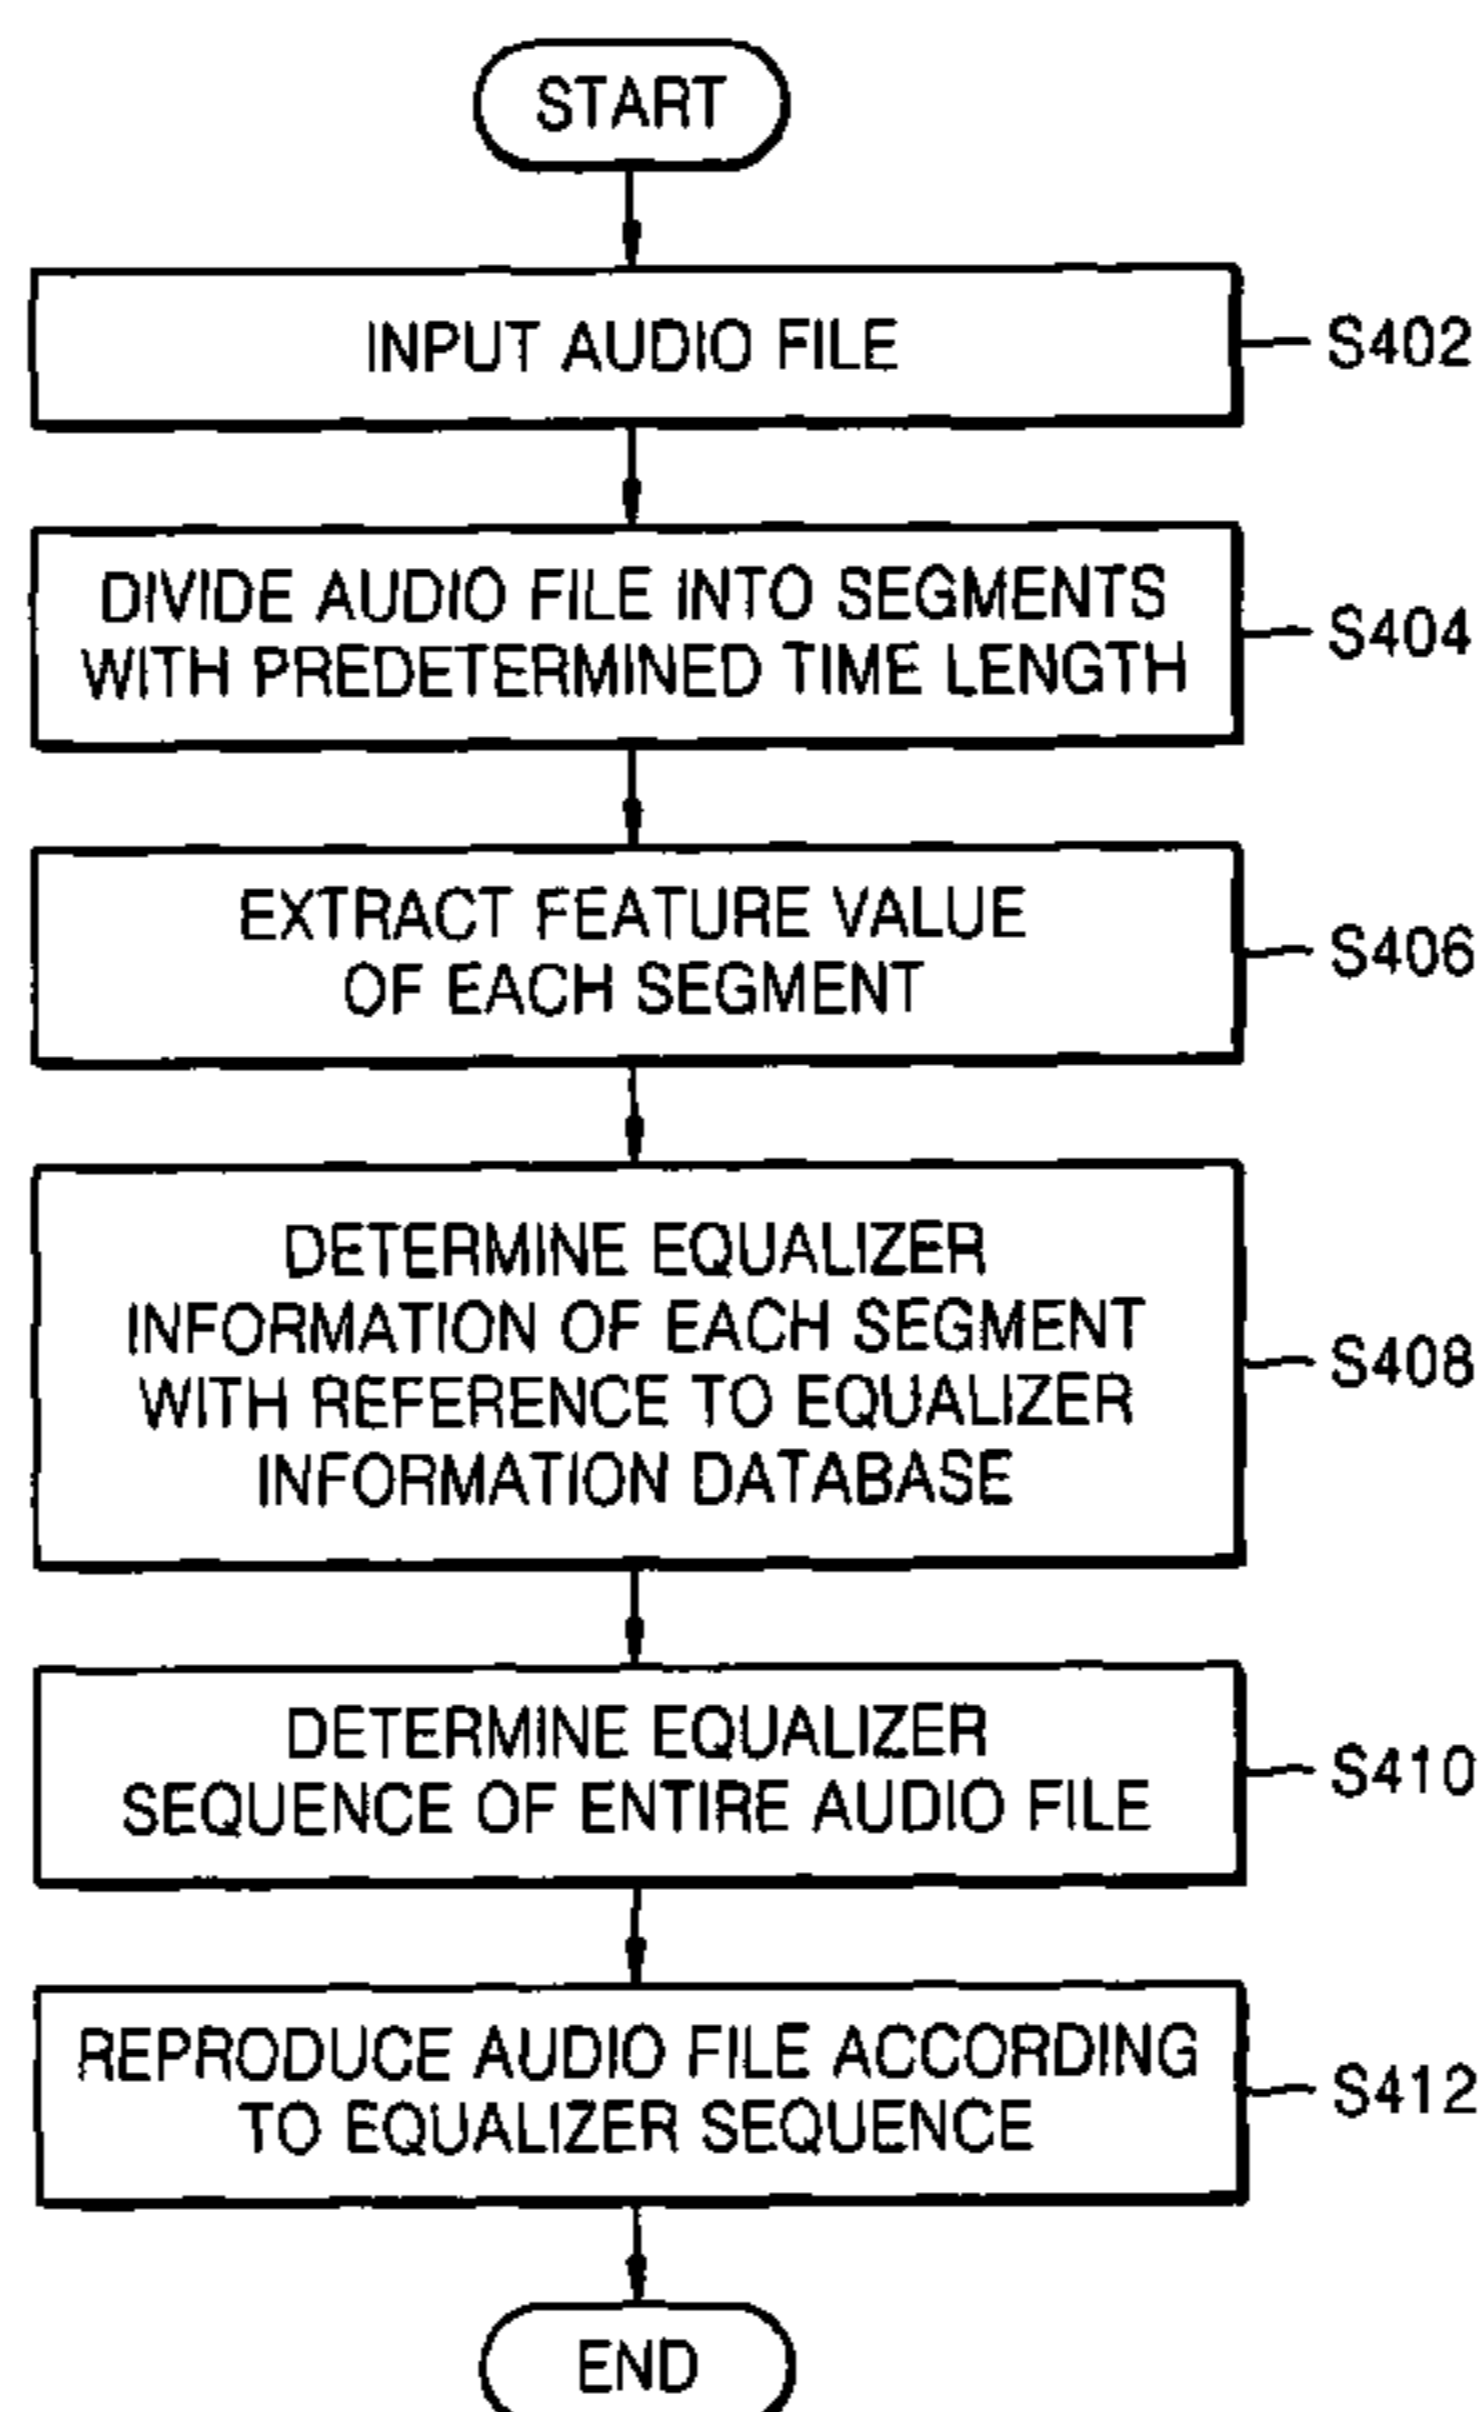 START
INPUT AUDIO FILE
S402
DIVIDE AUDIO FILE INTO SEGMENTS
WITH PREDETERMINED TIME LENGTH
S404
EXTRACT FEATURE VALUE
OF EACH SEGMENT
S406
DETERMINE EQUALIZER
INFORMATION OF EACH SEGMENT
WITH REFERENCE TO EQUALIZER
INFORMATION DATABASE
S408
DETERMINE EQUALIZER
SEQUENCE OF ENTIRE AUDIO FILE
S410
REPRODUCE AUDIO FILE ACCORDING
TO EQUALIZER SEQUENCE
S412
END